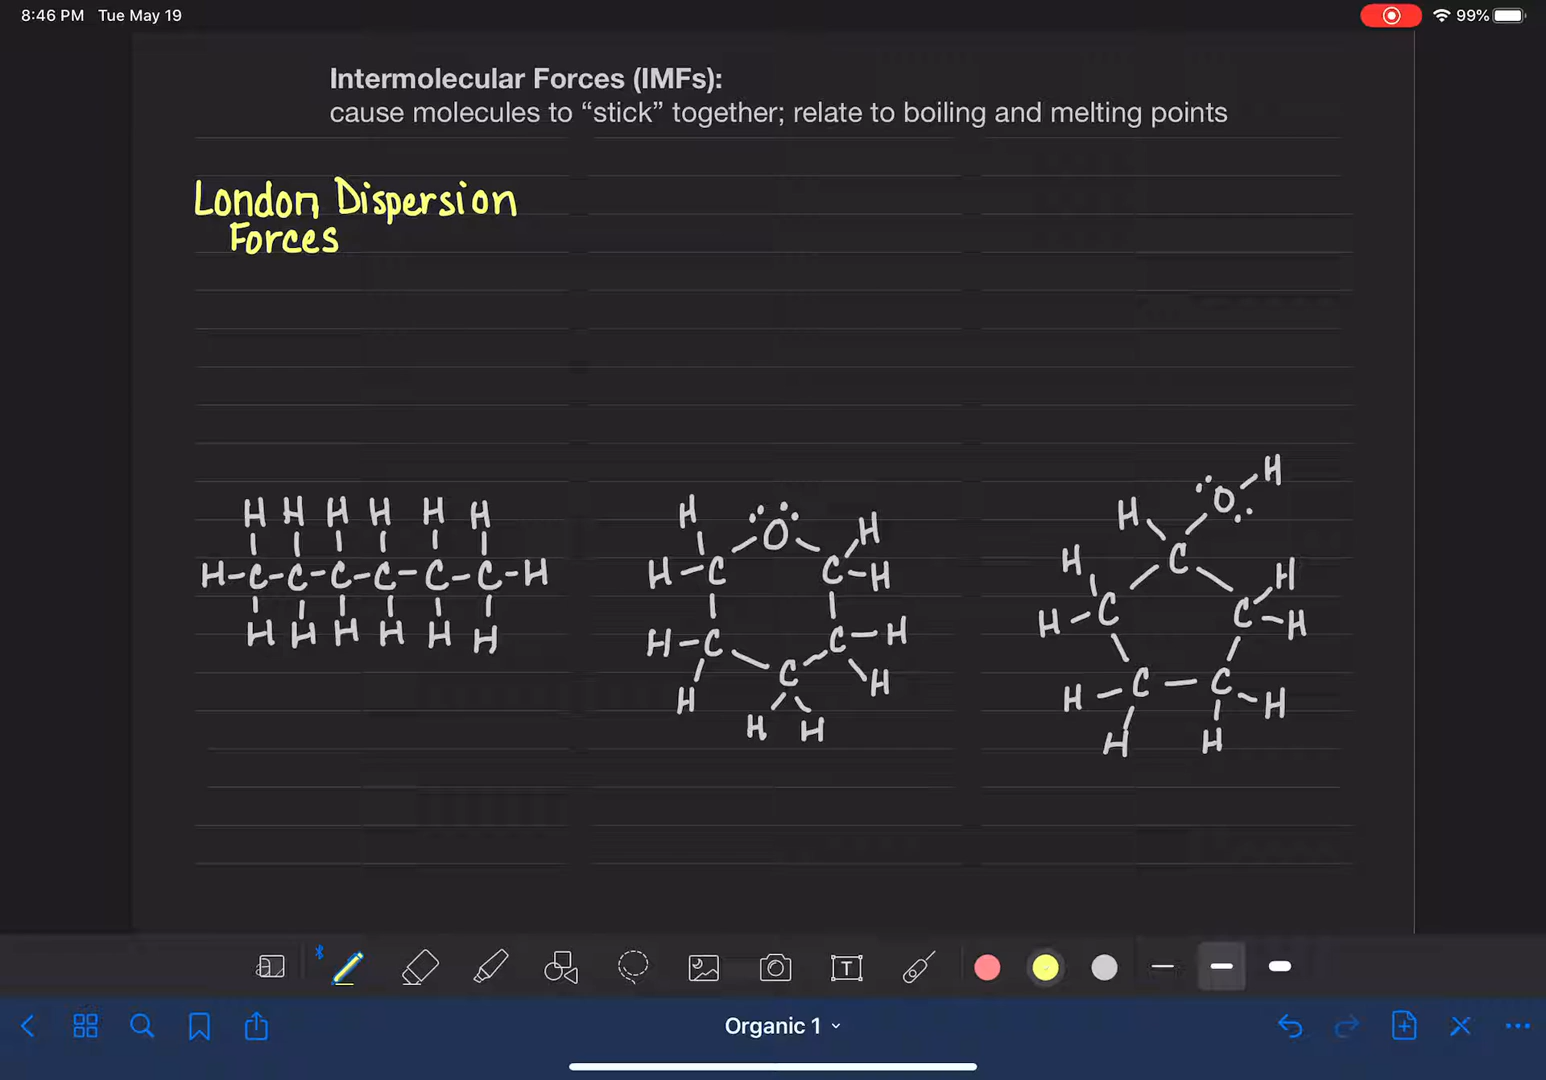 8:46 PM Tue May 19
99%
Intermolecular Forces (IMFs):
cause molecules to “stick” together; relate to boiling and melting points
London Dispersion
Forces
H H H H H H
H-C-C-C-C-C-C-H
H H H H H H
H
O
H
H-C
C-H
H-C
C-H
C
H
H
H H
H
O
H
C
H
H
H-C
C-H
H-C-C-H
H
H
T
Organic 1